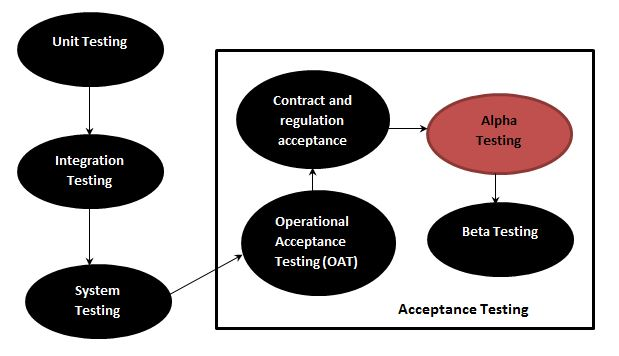 Unit Testing
Integration
Testing
System
Testing
Operational
Acceptance
Testing (OAT)
Contract and
regulation
acceptance
Alpha
Testing
Beta Testing
Acceptance Testing